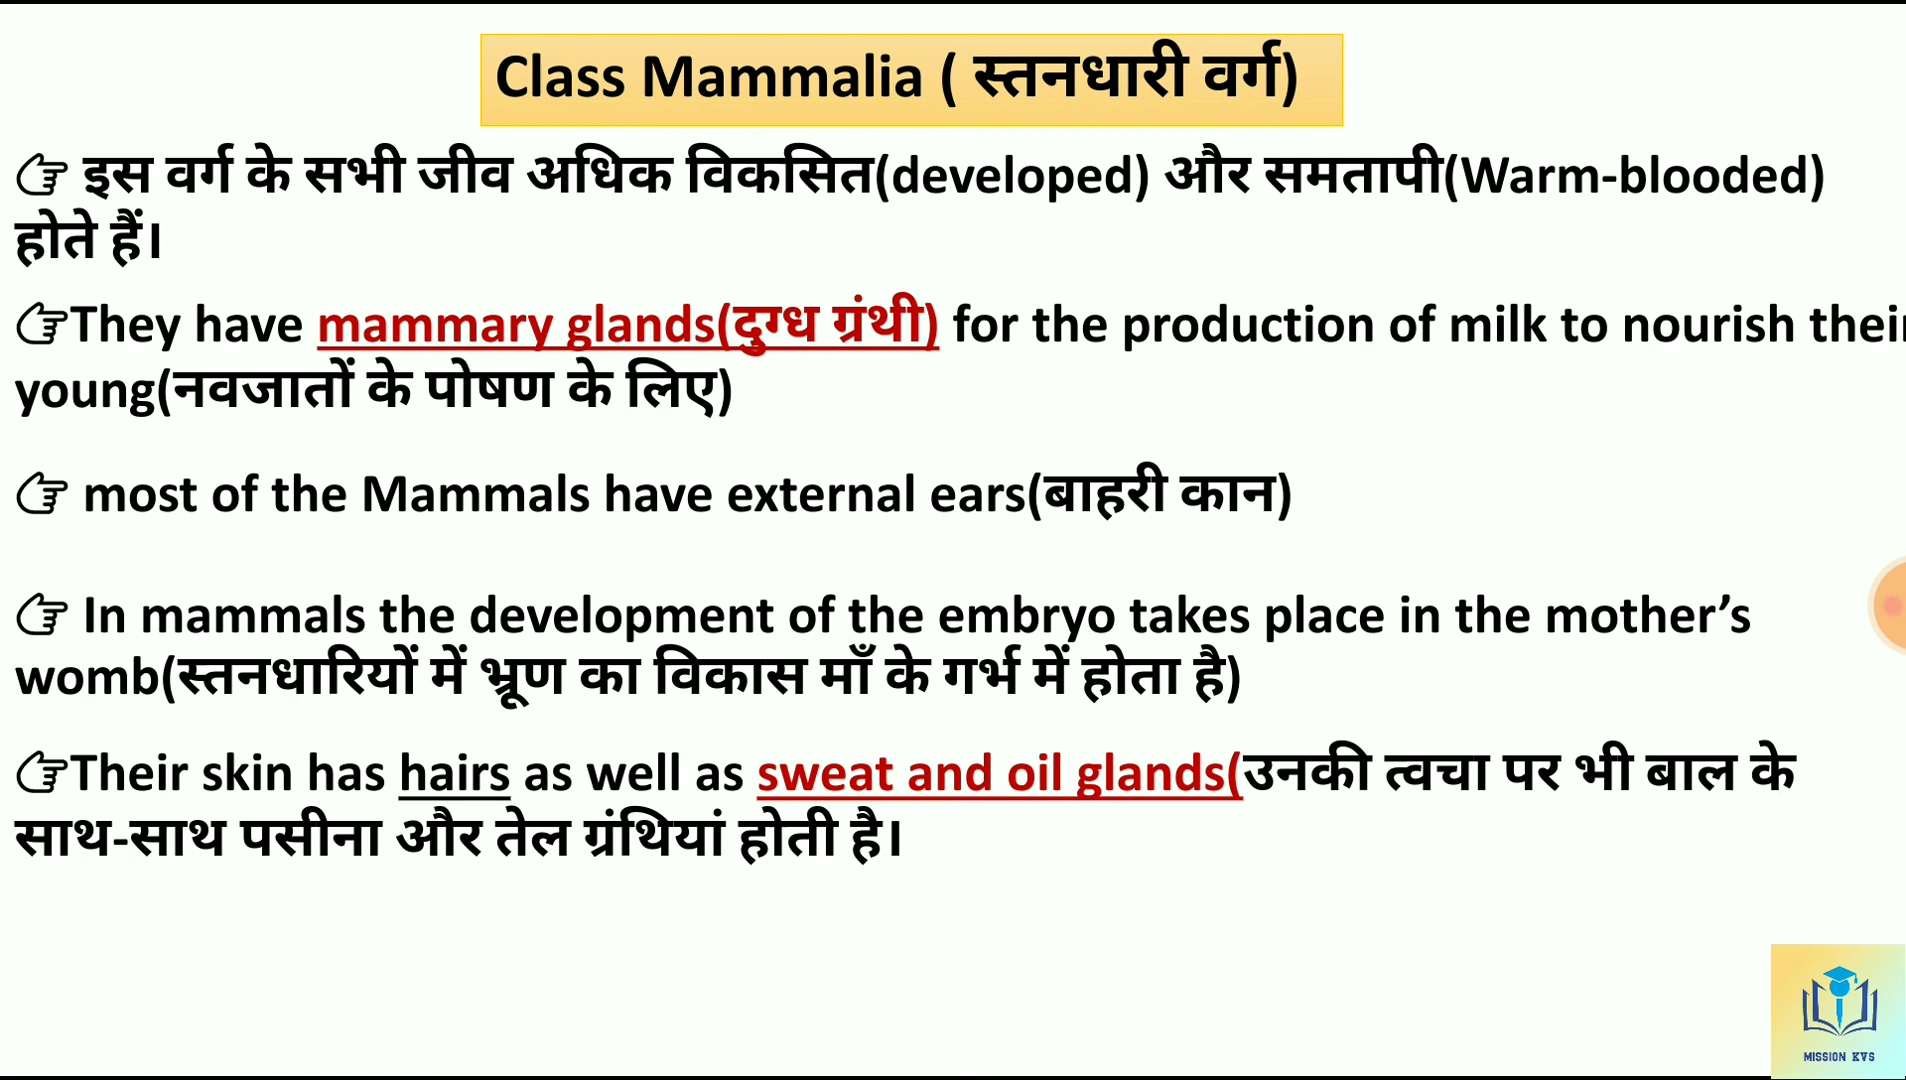 Class Mammalia ( स्तनधारी वर्ग)
👉 इस वर्ग के सभी जीव अधिक विकसित(developed) और समतापी(Warm-blooded)
होते हैं।
👉They have mammary glands(दुग्ध ग्रंथी) for the production of milk to nourish their
young(नवजातों के पोषण के लिए)
👉 most of the Mammals have external ears(बाहरी कान)
👉 In mammals the development of the embryo takes place in the mother’s
womb(स्तनधारियों में भ्रूण का विकास माँ के गर्भ में होता है)
👉Their skin has hairs as well as sweat and oil glands(उनकी त्वचा पर भी बाल के
साथ-साथ पसीना और तेल ग्रंथियां होती है।
MISSION KVS